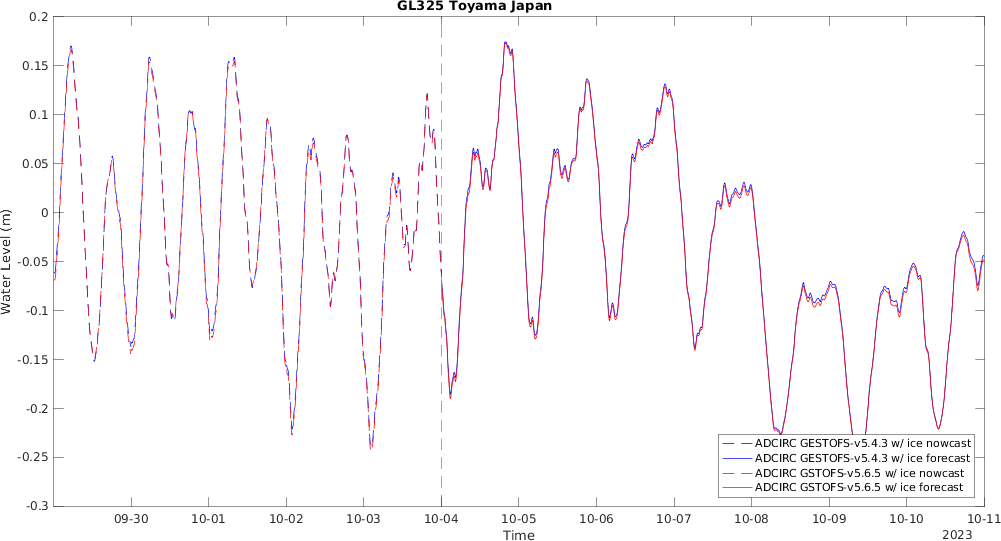 GL325 Toyama Japan
Water Level (m)
0.2
0.15
0.1
0.05
0
-0.05
-0.1
-0.15
-0.2
-0.25
-0.3
ADCIRC GESTOFS-v5.4.3 w/ ice nowcast
ADCIRC GESTOFS-v5.4.3 w/ ice forecast
ADCIRC GSTOFS-v5.6.5 w/ ice nowcast
ADCIRC GSTOFS-v5.6.5 w/ ice forecast
09-30 10-01 10-02 10-03 10-04 10-05 10-06 10-07 10-08 10-09 10-10 10-11
Time
2023